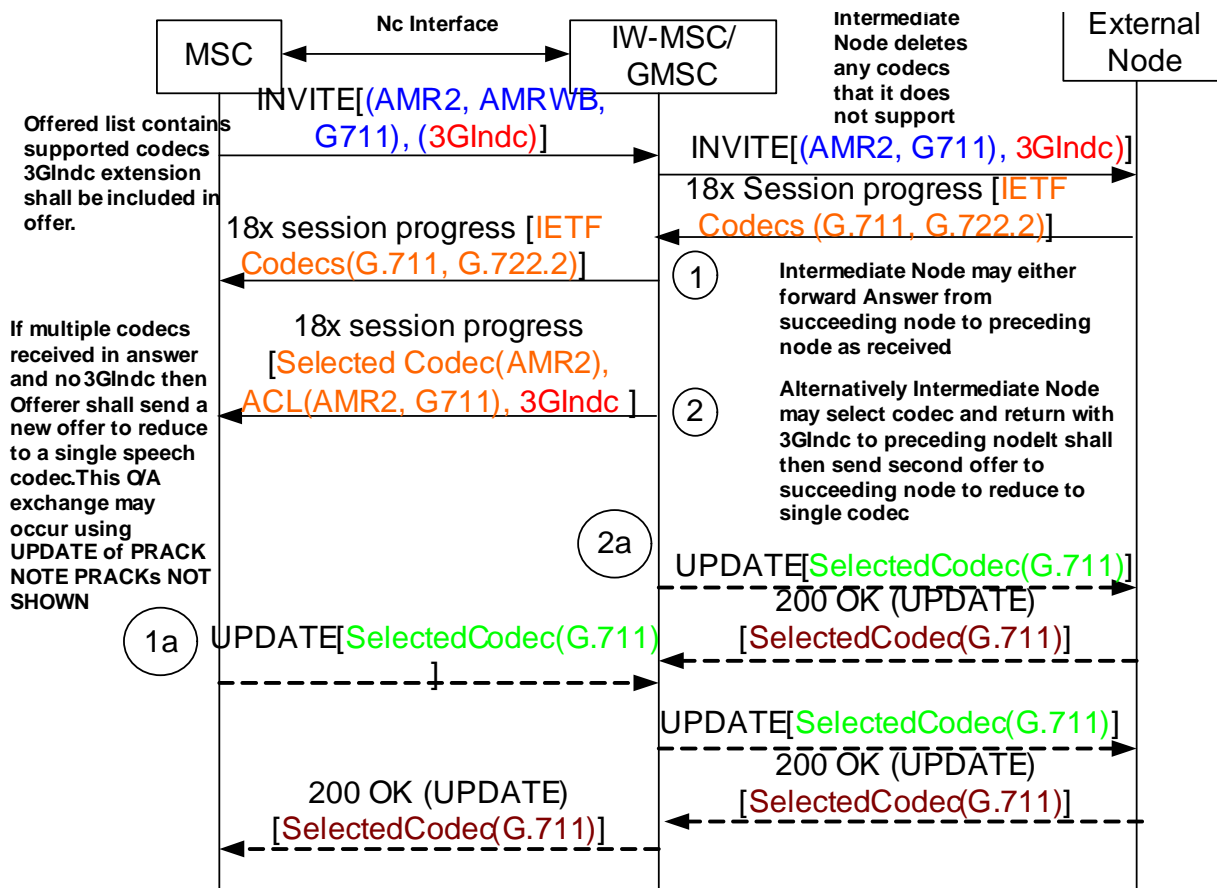 MSC
Nc Interface
IW-MSC/
GMSC
Intermediate
Node deletes
any codecs
that it does
not support
External
Node
Offered list contains
supported codecs
3GIndc extension
shall be included in
offer.
INVITE[(AMR2, AMRWB,
G711), (3GIndc)]
INVITE[(AMR2, G711), 3GIndc)]
18x Session progress [IETF
Codecs (G.711, G.722.2)]
18x session progress [IETF
Codecs(G.711, G.722.2)]
1
Intermediate Node may either
forward Answer from
succeeding node to preceding
node as received
If multiple codecs
received in answer
and no 3GIndc then
Offerer shall send a
new offer to reduce
to a single speech
codec.This O/A
exchange may
occur using
UPDATE of PRACK
NOTE PRACKs NOT
SHOWN
18x session progress
[Selected Codec(AMR2),
ACL(AMR2, G711), 3GIndc ]
2
Alternatively Intermediate Node
may select codec and return with
3GIndc to preceding nodeIt shall
then send second offer to
succeeding node to reduce to
single codec
2a
UPDATE[SelectedCodec(G.711)]
200 OK (UPDATE)
[SelectedCodec(G.711)]
1a
UPDATE[SelectedCodec(G.711)
]
UPDATE[SelectedCodec(G.711)]
200 OK (UPDATE)
[SelectedCodec(G.711)]
200 OK (UPDATE)
[SelectedCodec(G.711)]